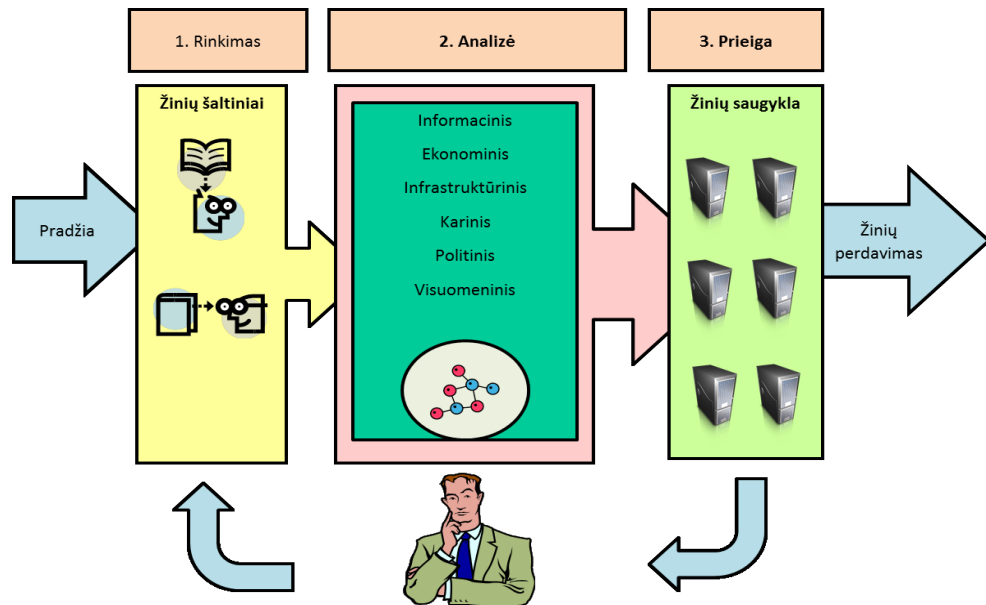 1. Rinkimas
2. Analizė
3. Prieiga
Pradžia
Žinių šaltiniai
Informacinis
Ekonominis
Infrastruktūrinis
Karinis
Politinis
Visuomeninis
Žinių saugykla
Žinių
perdavimas